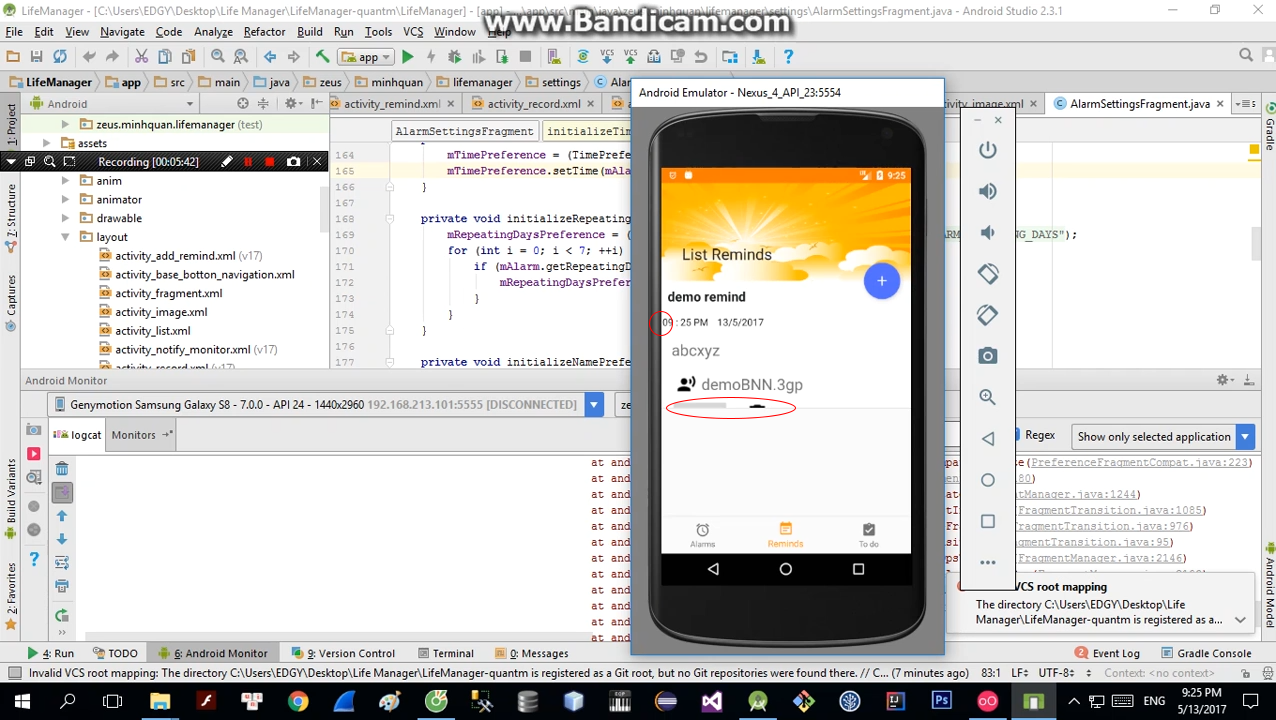 LifeManager - [C:\Users\EDGY\Desktop\Life Manager\LifeManager-quantm\LifeManager] - [app] - ...\app\src\main\java\zeus\minhquan\lifemanager\settings\AlarmSettingsFragment.java - Android Studio 2.3.1
www.Bandicam.com
File Edit View Navigate Code Analyze Refactor Build Run Tools VCS Window Help
app
LifeManager app src main java zeus minhquan lifemanager settings
Android Emulator - Nexus_4_API_23:5554
1: Project
Android
activity_remind.xml activity_record.xml AlarmSettingsFragment.java
Gradle
zeus.minhquan.lifemanager (test)
AlarmSettingsFragment
assets
Recording [00:05:42]
164 mTimePreference = (TimePrefe
165 mTimePreference.setTime(mAla
166 }
167
168 private void initializeRepeating
169 mRepeatingDaysPreference = (
170 for (int i = 0; i < 7; ++i)
171 if (mAlarm.getRepeatingD
172 mRepeatingDaysPrefer
173 }
174 }
175 }
176
177 private void initializeNamePrefe
anim
animator
drawable
layout
activity_add_remind.xml (v17)
activity_base_botton_navigation.xml
activity_fragment.xml
activity_image.xml (v17)
activity_list.xml
activity_notify_monitor.xml (v17)
7: Structure
Captures
9:25
List Reminds
+
demo remind
09 : 25 PM 13/5/2017
abcxyz
demoBNN.3gp
Alarms Reminds To do
Android Monitor
Genymotion Samsung Galaxy S8 - 7.0.0 - API 24 - 1440x2960 192.168.213.101:5555 [DISCONNECTED]
Regex Show only selected application
logcat Monitors
at and
at and
at and
at and
at and
at and
at and
at and
at and
at and
at and
at and
(PreferenceFragmentCompat.java:223)
tManager.java:1244)
FragmentTransition.java:1085)
FragmentTransition.java:976)
FragmentTransition.java:95)
FragmentManager.java:2146)
Build Variants
2: Favorites
Android Model
VCS root mapping
The directory C:\Users\EDGY\Desktop\Life
Manager\LifeManager-quantm is registered as a...
4: Run TODO 6: Android Monitor 9: Version Control Terminal 0: Messages Event Log Gradle Console
Invalid VCS root mapping: The directory C:\Users\EDGY\Desktop\Life Manager\LifeManager-quantm is registered as a Git root, but no Git repositories were found there. // C... (7 minutes ago) 83:1 LF÷ UTF-8÷ Context: <no context>
ENG 9:25 PM
5/13/2017